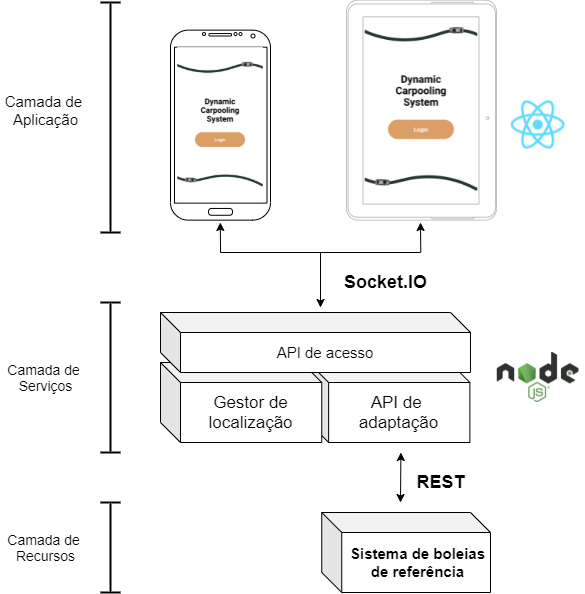 Camada de
Aplicação
Dynamic
Carpooling
System
Login
Dynamic
Carpooling
System
Login
Socket.IO
Camada de
Serviços
API de acesso
Gestor de
localização
API de
adaptação
node
JS
REST
Camada de
Recursos
Sistema de boleias
de referência